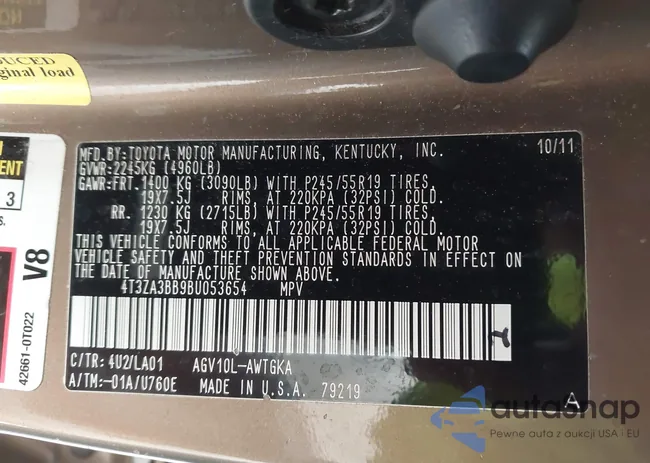 UCED
ginal load
ENT
3
s.
V8
42661-0T022
MFD.BY:TOYOTA MOTOR MANUFACTURING, KENTUCKY, INC. 10/11
GVWR:2245KG (4960LB)
GAWR:FRT.1400 KG (3090LB) WITH P245/55R19 TIRES,
19X7.5J RIMS, AT 220KPA (32PSI) COLD.
RR. 1230 KG (2715LB) WITH P245/55R19 TIRES,
19X7.5J RIMS, AT 220KPA (32PSI) COLD.
THIS VEHICLE CONFORMS TO ALL APPLICABLE FEDERAL MOTOR
VEHICLE SAFETY AND THEFT PREVENTION STANDARDS IN EFFECT
ON THE DATE OF MANUFACTURE SHOWN ABOVE.
4T3ZA3BB9BU053654 MPV
C/TR: 4U2/LA01 AGV10L-AWTGKA
A/TM:-01A/U760E MADE IN U.S.A. 79219 A
autosnap
Pewne auta z aukcji USA i EU